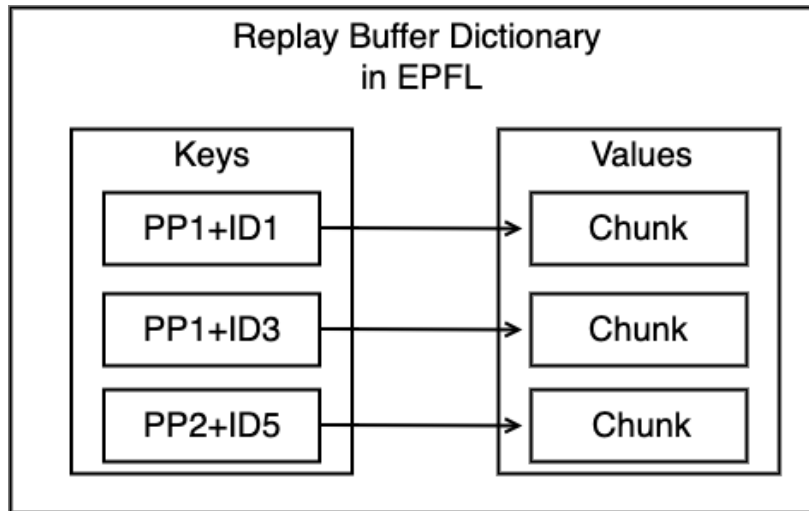 Replay Buffer Dictionary
in EPFL
Keys
Values
PP1+ID1
Chunk
PP1+ID3
Chunk
PP2+ID5
Chunk